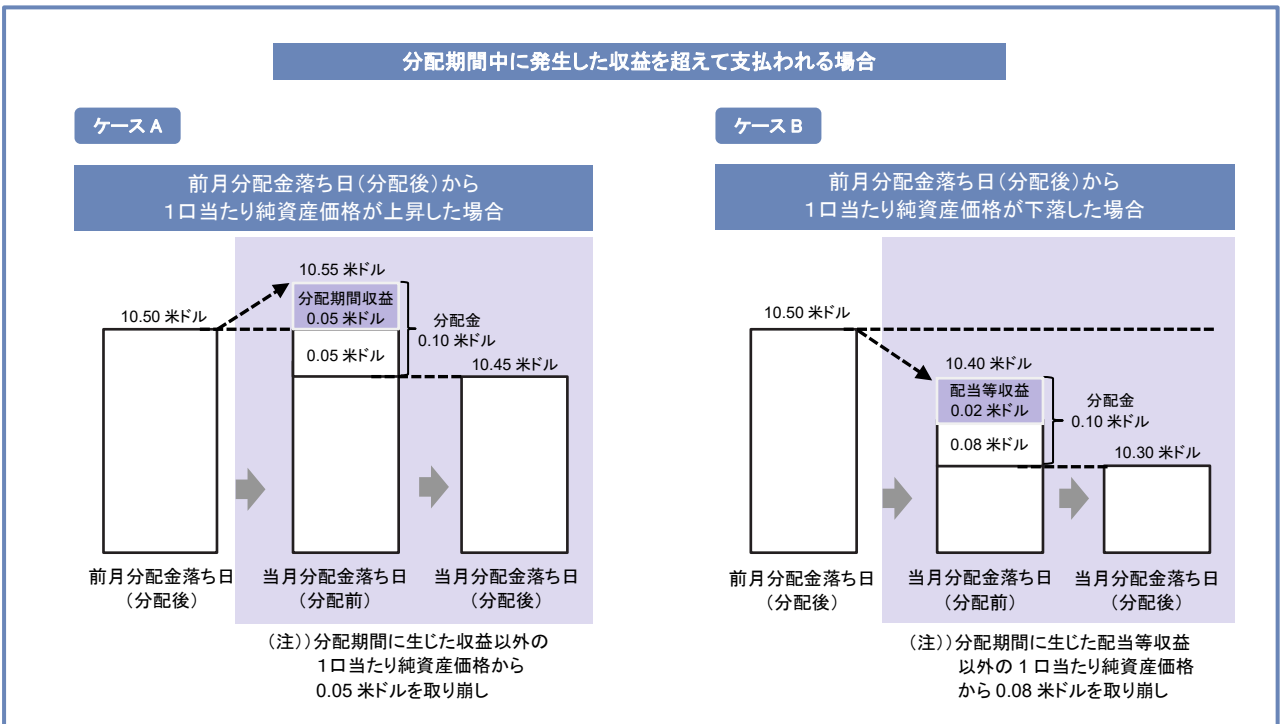 分配期間中に発生した収益を超えて支払われる場合
ケース A
前月分配金落ち日(分配後)から
1口当たり純資産価格が上昇した場合
10.55 米ドル
10.50 米ドル
分配期間収益
0.05 米ドル
分配金
0.10 米ドル
0.05 米ドル
10.45 米ドル
前月分配金落ち日
(分配後)
当月分配金落ち日
(分配前)
当月分配金落ち日
(分配後)
(注))分配期間に生じた収益以外の
1口当たり純資産価格から
0.05 米ドルを取り崩し
ケース B
前月分配金落ち日(分配後)から
1口当たり純資産価格が下落した場合
10.50 米ドル
10.40 米ドル
配当等収益
0.02 米ドル
分配金
0.10 米ドル
0.08 米ドル
10.30 米ドル
前月分配金落ち日
(分配後)
当月分配金落ち日
(分配前)
当月分配金落ち日
(分配後)
(注))分配期間に生じた配当等収益
以外の 1 口当たり純資産価格
から 0.08 米ドルを取り崩し